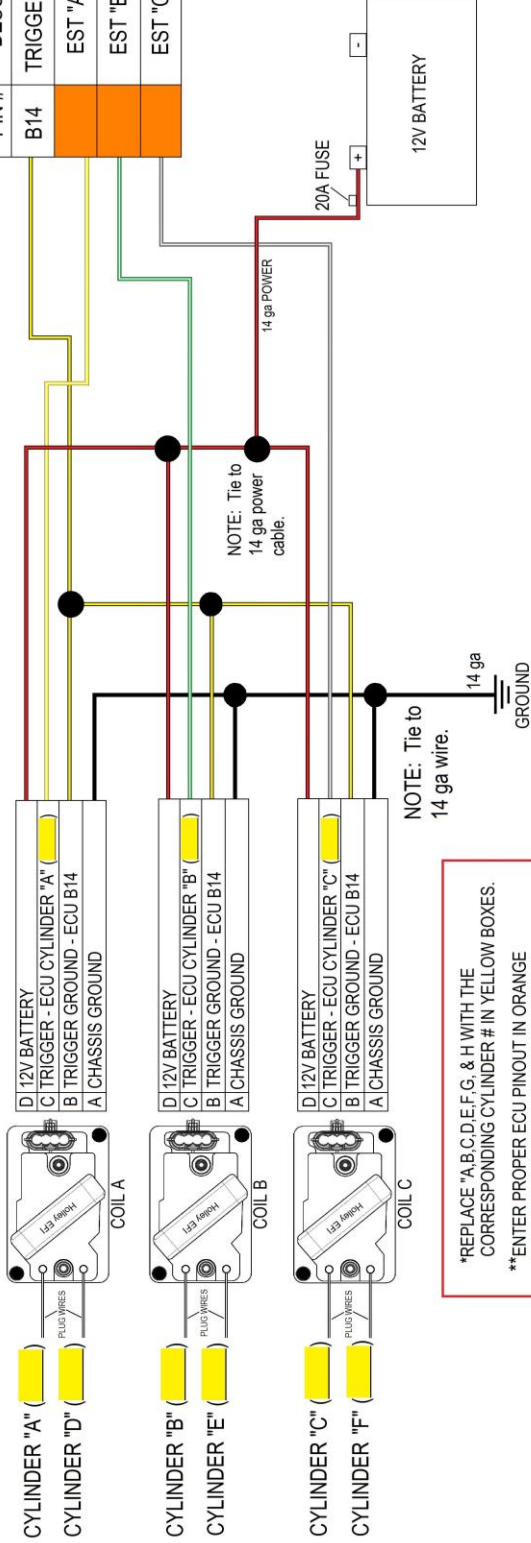 CYLINDER "A" (
CYLINDER "D" (
PLUG WIRES
Holley EFI
COIL A
D 12V BATTERY
C TRIGGER - ECU CYLINDER "A" (
B TRIGGER GROUND - ECU B14
A CHASSIS GROUND
CYLINDER "B" (
CYLINDER "E" (
PLUG WIRES
Holley EFI
COIL B
D 12V BATTERY
C TRIGGER - ECU CYLINDER "B" (
B TRIGGER GROUND - ECU B14
A CHASSIS GROUND
CYLINDER "C" (
CYLINDER "F" (
PLUG WIRES
Holley EFI
COIL C
D 12V BATTERY
C TRIGGER - ECU CYLINDER "C" (
B TRIGGER GROUND - ECU B14
A CHASSIS GROUND
NOTE: Tie to
14 ga power
cable.
NOTE: Tie to
14 ga wire.
14 ga
GROUND
14 ga POWER
20A FUSE
+
-
12V BATTERY
B14 TRIGGE
EST "A
EST "B
EST "C
*REPLACE "A,B,C,D,E,F,G, & H WITH THE
CORRESPONDING CYLINDER # IN YELLOW BOXES.
**ENTER PROPER ECU PINOUT IN ORANGE